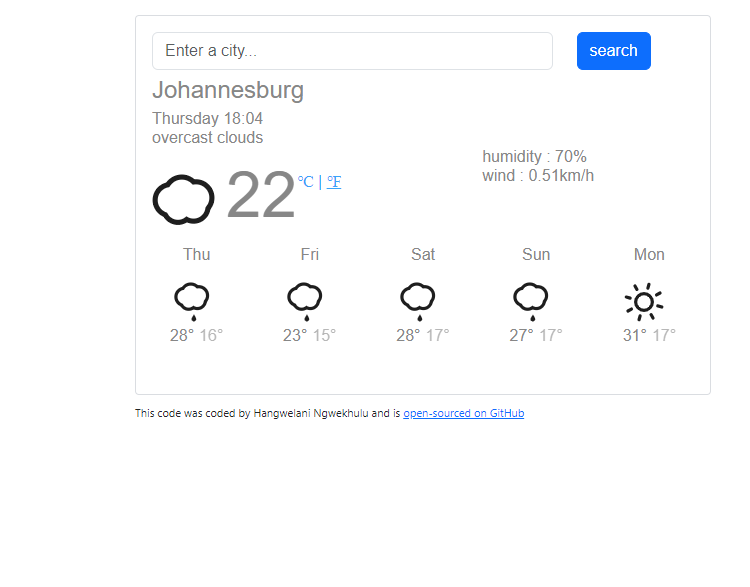 Enter a city...
search
Johannesburg
Thursday 18:04
overcast clouds
humidity : 70%
wind : 0.51km/h
22°C | °F
Thu Fri Sat Sun Mon
28° 16° 23° 15° 28° 17° 27° 17° 31° 17°
This code was coded by Hangwelani Ngwekhulu and is open-sourced on GitHub